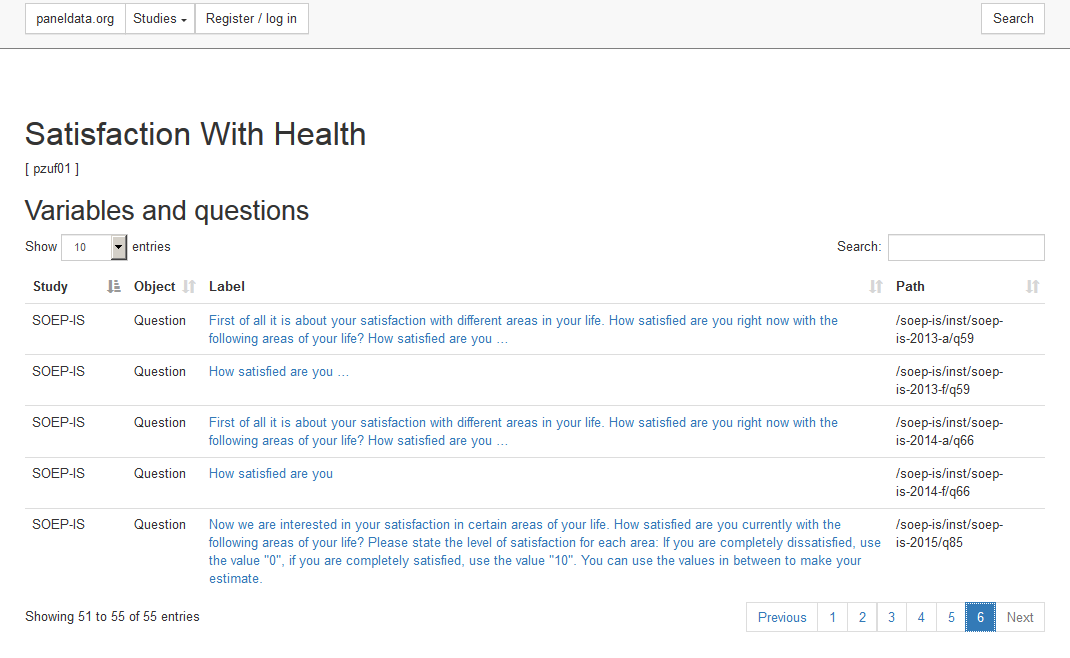 paneldata.org Studies Register / log in Search
Satisfaction With Health
[ pzuf01 ]
Variables and questions
Show 10 entries Search:
Study Object Label Path
SOEP-IS Question First of all it is about your satisfaction with different areas in your life. How satisfied are you right now with the /soep-is/inst/soep-
following areas of your life? How satisfied are you … is-2013-a/q59
SOEP-IS Question How satisfied are you … /soep-is/inst/soep-
is-2013-f/q59
SOEP-IS Question First of all it is about your satisfaction with different areas in your life. How satisfied are you right now with the /soep-is/inst/soep-
following areas of your life? How satisfied are you … is-2014-a/q66
SOEP-IS Question How satisfied are you /soep-is/inst/soep-
is-2014-f/q66
SOEP-IS Question Now we are interested in your satisfaction in certain areas of your life. How satisfied are you currently with the /soep-is/inst/soep-
following areas of your life? Please state the level of satisfaction for each area: If you are completely dissatisfied, use is-2015/q85
the value "0", if you are completely satisfied, use the value "10". You can use the values in between to make your
estimate.
Showing 51 to 55 of 55 entries Previous 1 2 3 4 5 6 Next